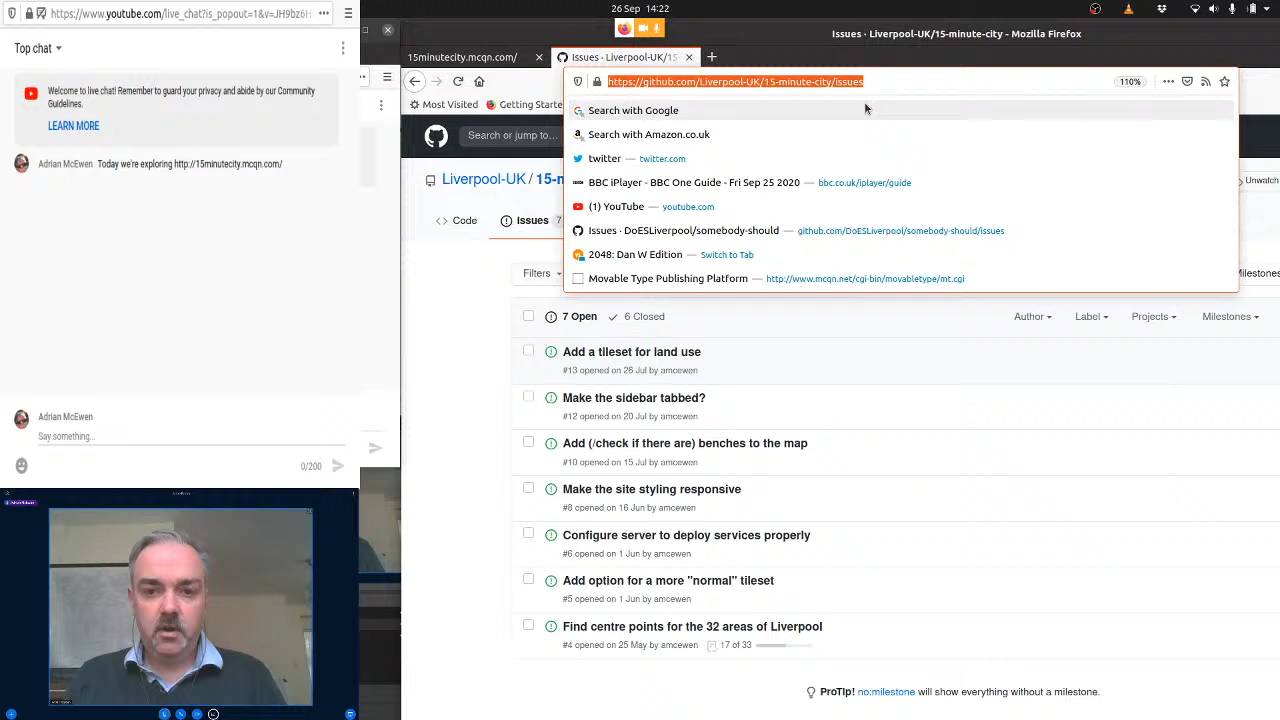 26 Sep 14:22
https://www.youtube.com/live_chat?is_popout=1&v=JH9bz6H
Top chat
Welcome to live chat! Remember to guard your privacy and abide by our Community
Guidelines.
LEARN MORE
Adrian McEwen Today we're exploring http://15minutecity.mcqn.com/
Adrian McEwen
Say something...
0/200
Issues · Liverpool-UK/15-minute-city - Mozilla Firefox
15minutecity.mcqn.com/
Issues · Liverpool-UK/15-
https://github.com/Liverpool-UK/15-minute-city/issues
110%
Most Visited
Getting Starte
Search with Google
Search with Amazon.co.uk
twitter — twitter.com
BBC iPlayer - BBC One Guide - Fri Sep 25 2020 — bbc.co.uk/iplayer/guide
(1) YouTube — youtube.com
Issues · DoESLiverpool/somebody-should — github.com/DoESLiverpool/somebody-should/issues
2048: Dan W Edition — Switch to Tab
Movable Type Publishing Platform — http://www.mcqn.net/cgi-bin/movabletype/mt.cgi
Search or jump to...
Liverpool-UK / 15-m
Unwatch
Code
Issues 7
Filters
Milestones
7 Open
6 Closed
Author
Label
Projects
Milestones
Add a tileset for land use
#13 opened on 26 Jul by amcewen
Make the sidebar tabbed?
#12 opened on 20 Jul by amcewen
Add (/check if there are) benches to the map
#10 opened on 15 Jul by amcewen
Make the site styling responsive
#8 opened on 16 Jun by amcewen
Configure server to deploy services properly
#6 opened on 1 Jun by amcewen
Add option for a more "normal" tileset
#5 opened on 1 Jun by amcewen
Find centre points for the 32 areas of Liverpool
#4 opened on 25 May by amcewen 17 of 33
ProTip! no:milestone will show everything without a milestone.